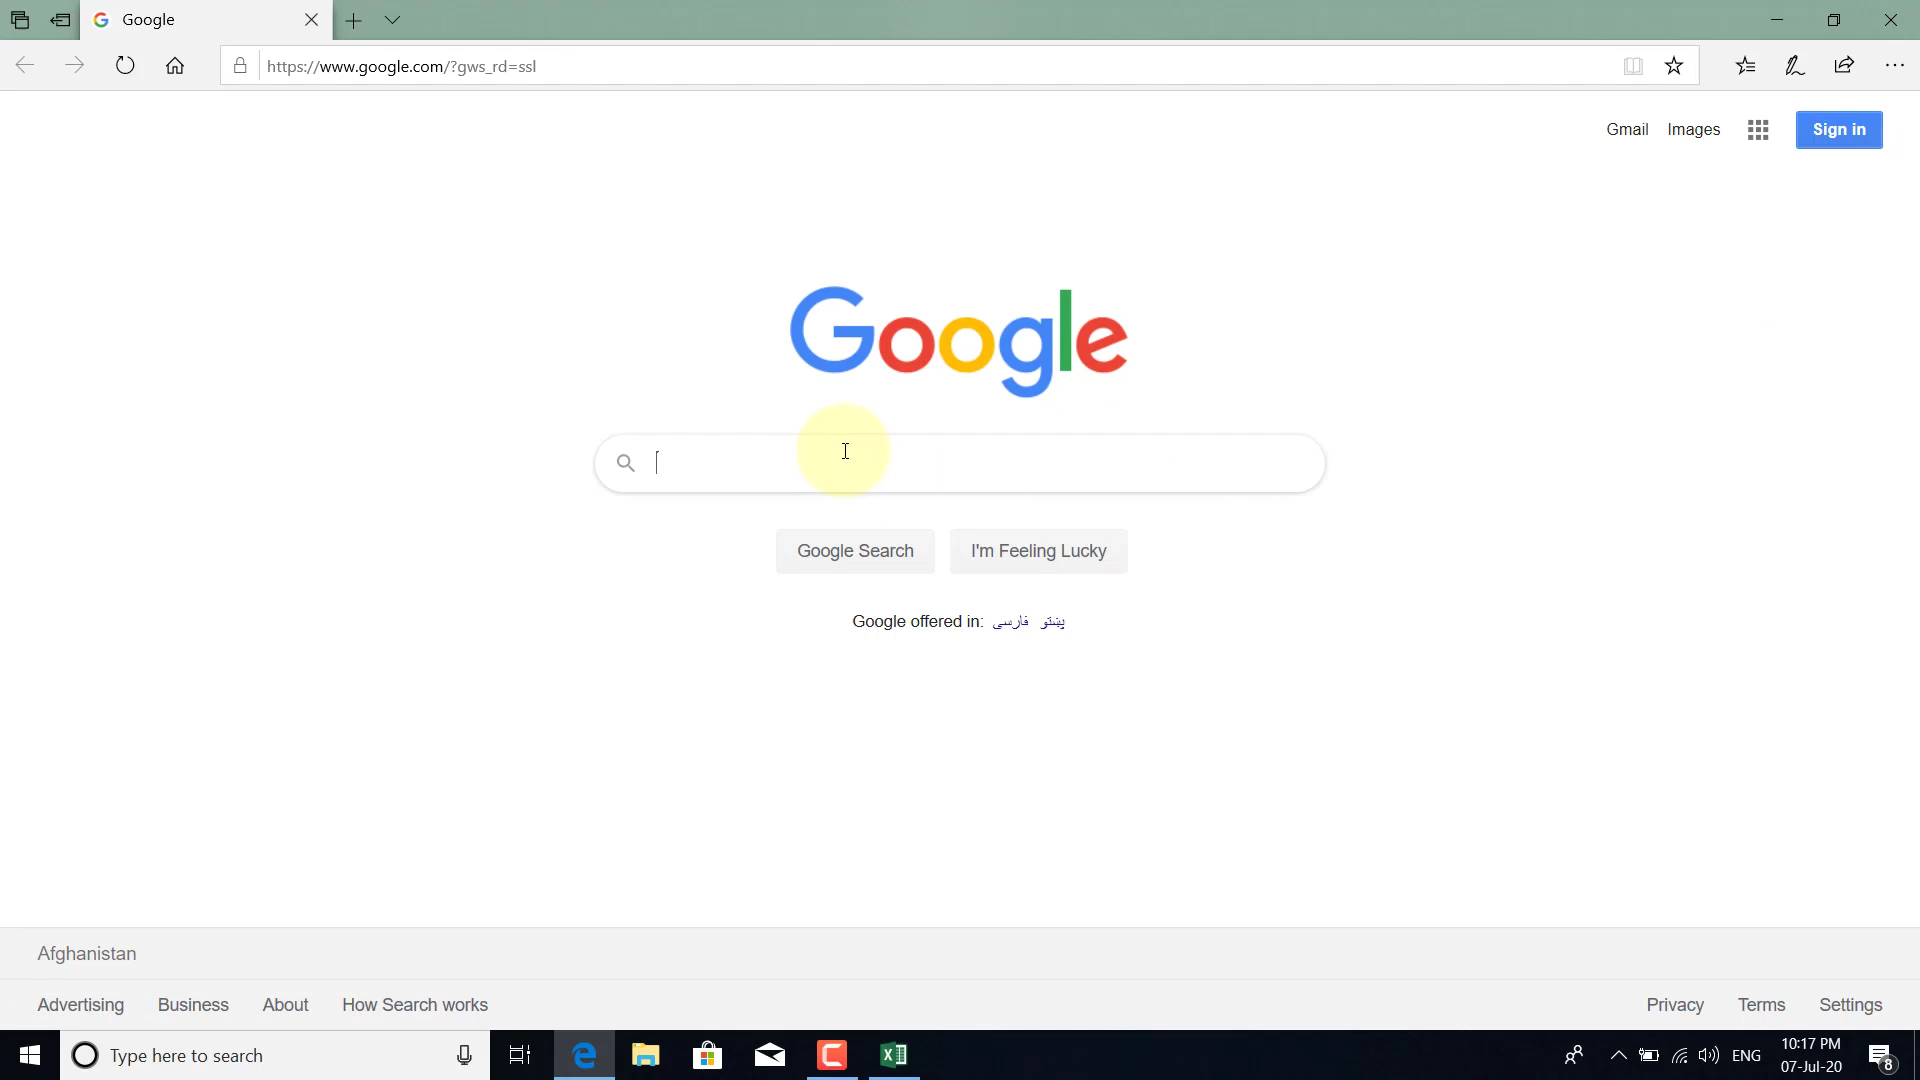 Google
https://www.google.com/?gws_rd=ssl
Gmail Images Sign in
Google
Google Search I'm Feeling Lucky
Google offered in: فارسی پښتو
Afghanistan
Advertising Business About How Search works Privacy Terms Settings
Type here to search
ENG
10:17 PM
07-Jul-20
8